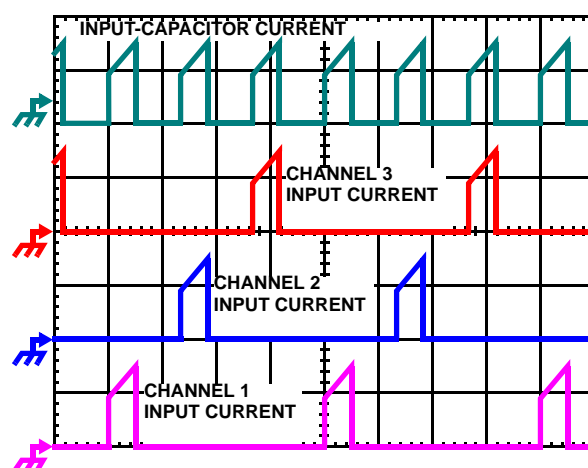 INPUT-CAPACITOR CURRENT
CHANNEL 3
INPUT CURRENT
CHANNEL 2
INPUT CURRENT
CHANNEL 1
INPUT CURRENT